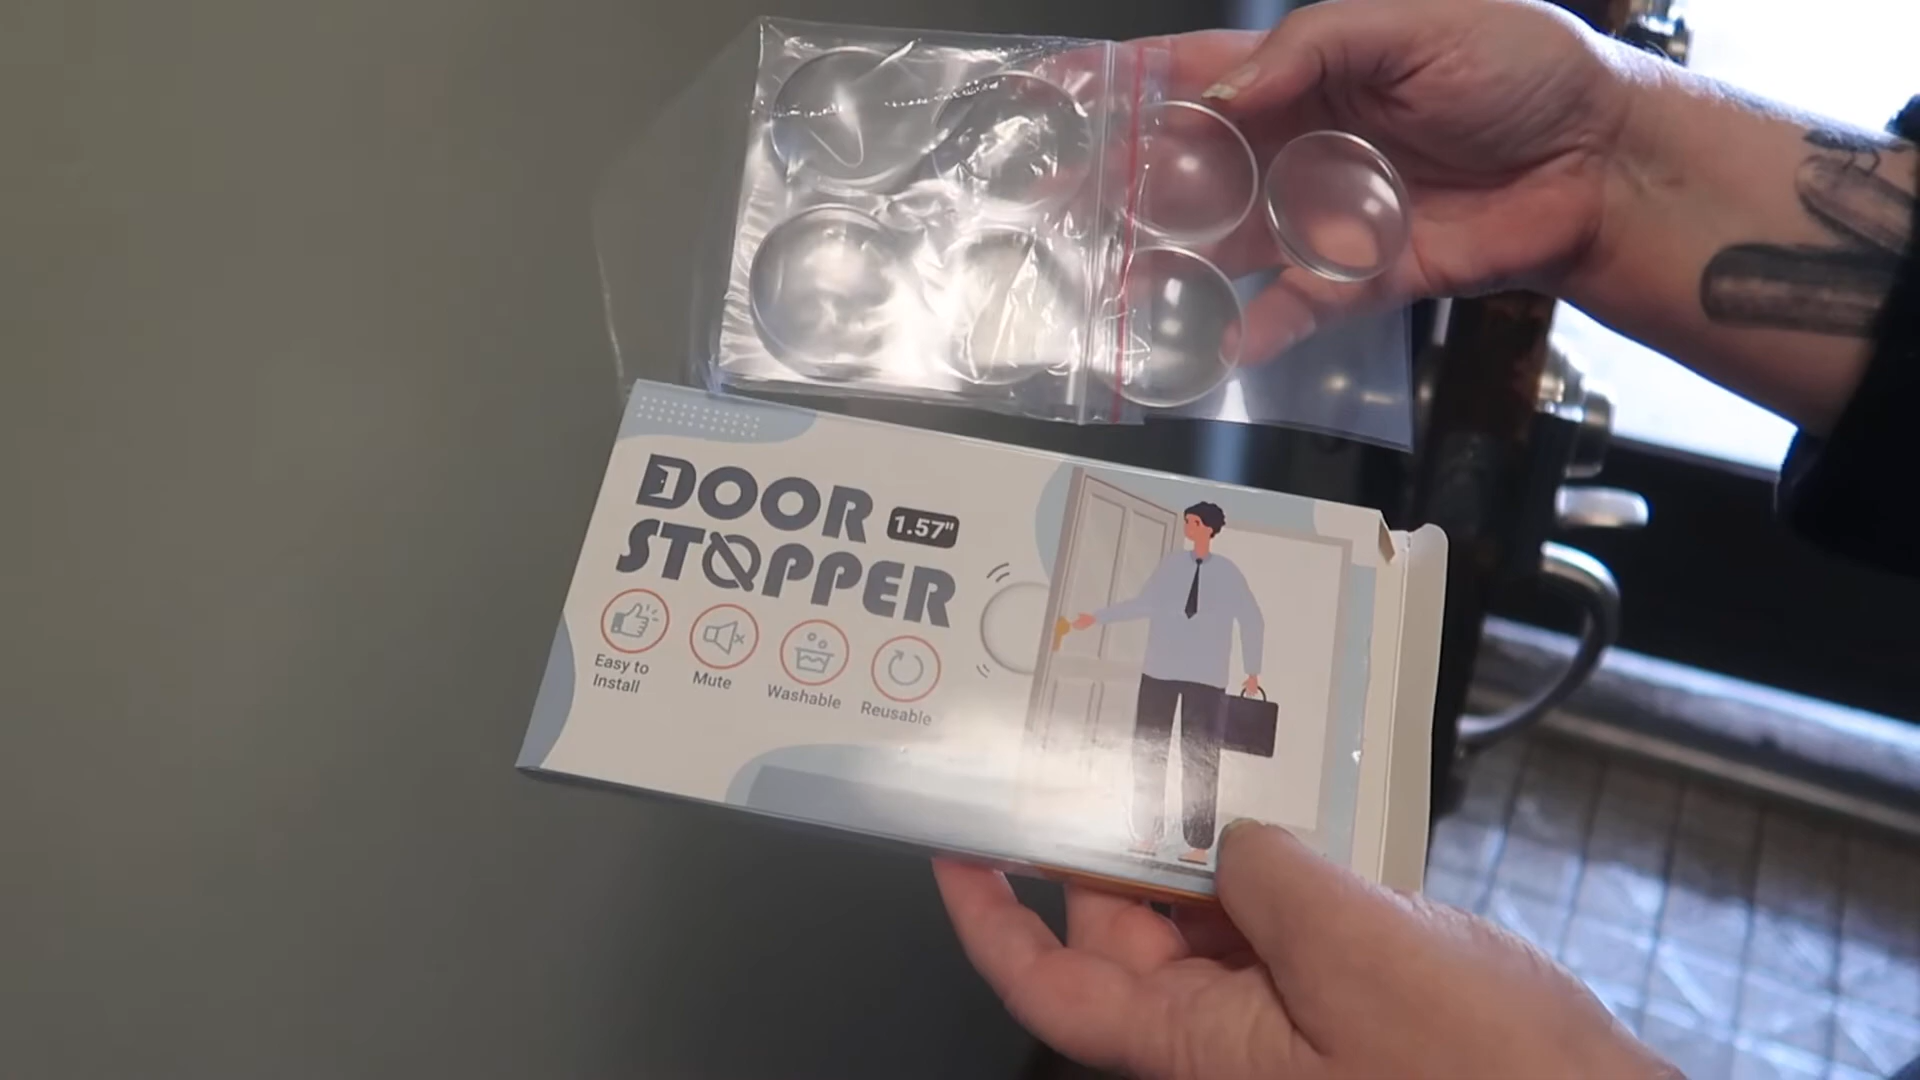 DOOR 1.57"
STOPPER
Easy to
Install
Mute
Washable
Reusable